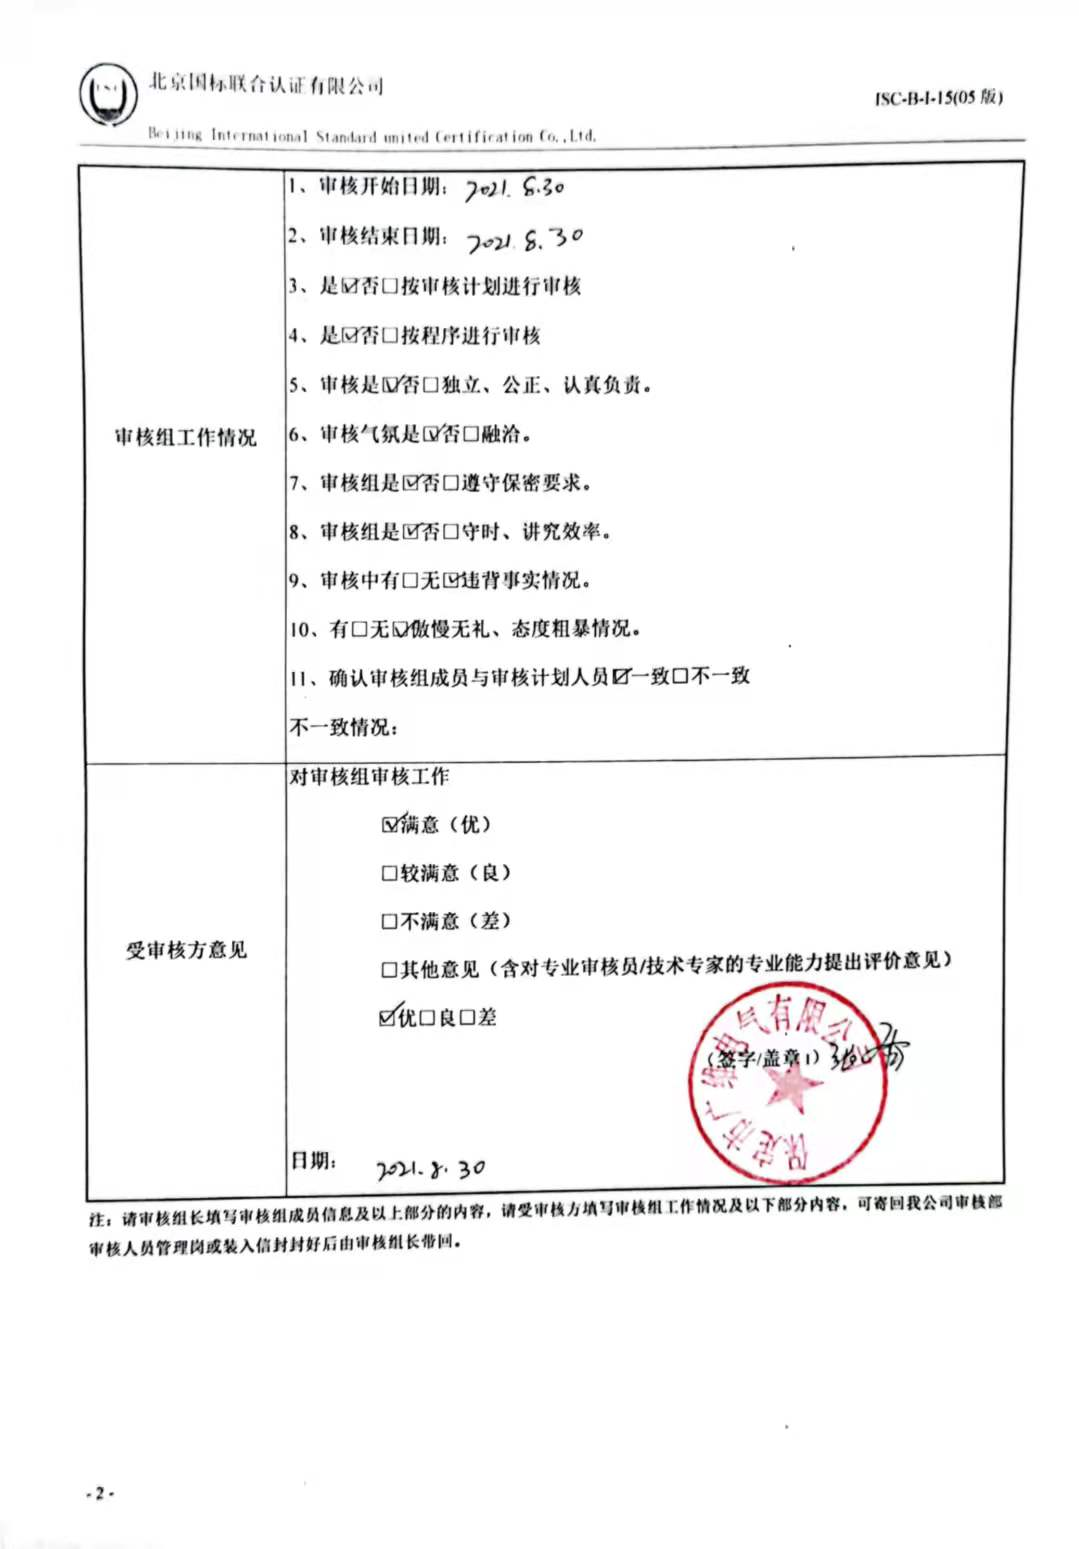 北京国标联合认证有限公司
ISC-B-I-15(05 版)
Beijing International Standard united Certification Co.,Ltd.
审核组工作情况
1、审核开始日期：2021.8.30
2、审核结束日期：2021.8.30
3、是☑否□按审核计划进行审核
4、是☑否□按程序进行审核
5、审核是☑否□独立、公正、认真负责。
6、审核气氛是☑否□融洽。
7、审核组是☑否□遵守保密要求。
8、审核组是☑否□守时、讲究效率。
9、审核中有□无☑违背事实情况。
10、有□无☑傲慢无礼、态度粗暴情况。
11、确认审核组成员与审核计划人员☑一致□不一致
不一致情况：
受审核方意见
对审核组审核工作
☑满意（优）
□较满意（良）
□不满意（差）
□其他意见（含对专业审核员/技术专家的专业能力提出评价意见）
☑优□良□差
（签字/盖章）
保定市广 电气有限公司
日期： 2021.8.30
注：请审核组长填写审核组成员信息及以上部分的内容，请受审核方填写审核组工作情况及以下部分内容，可寄回我公司审核部
审核人员管理岗或装入信封封好后由审核组长带回。
-2-